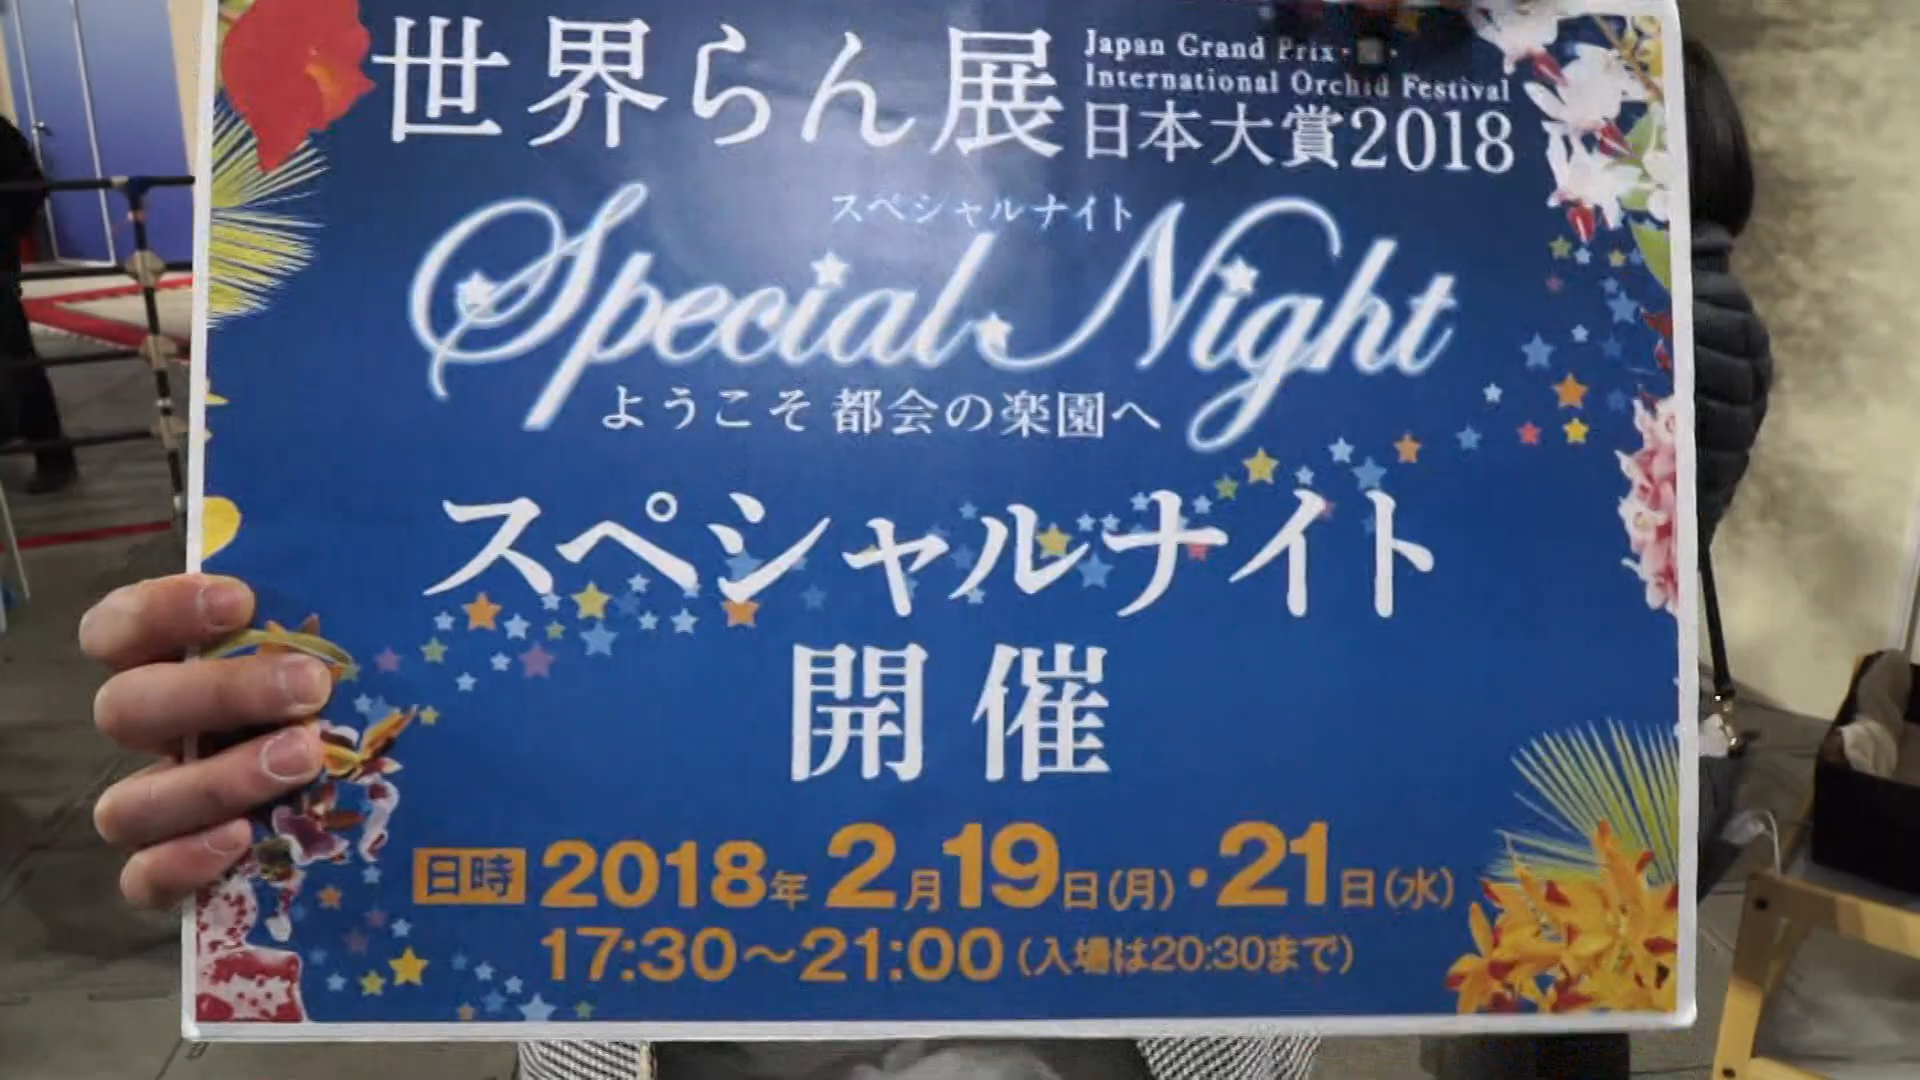 世界らん展
Japan Grand Prix
International Orchid Festival
日本大賞2018
スペシャルナイト
Special Night
ようこそ 都会の楽園へ
スペシャルナイト
開催
日時 2018年2月19日(月)・21日(水)
17:30〜21:00(入場は20:30まで)